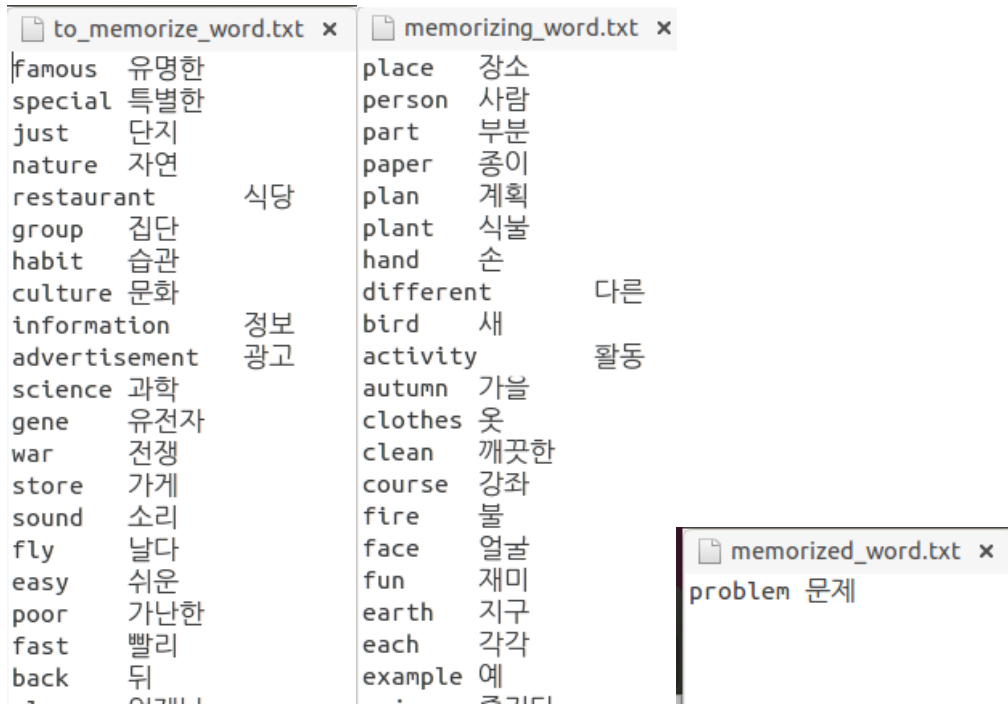 to_memorize_word.txt ×
famous 유명한
special 특별한
just 단지
nature 자연
restaurant 식당
group 집단
habit 습관
culture 문화
information 정보
advertisement 광고
science 과학
gene 유전자
war 전쟁
store 가게
sound 소리
fly 날다
easy 쉬운
poor 가난한
fast 빨리
back 뒤
memorizing_word.txt ×
place 장소
person 사람
part 부분
paper 종이
plan 계획
plant 식불
hand 손
different 다른
bird 새
activity 활동
autumn 가을
clothes 옷
clean 깨끗한
course 강좌
fire 불
face 얼굴
fun 재미
earth 지구
each 각각
example 예
memorized_word.txt ×
problem 문제